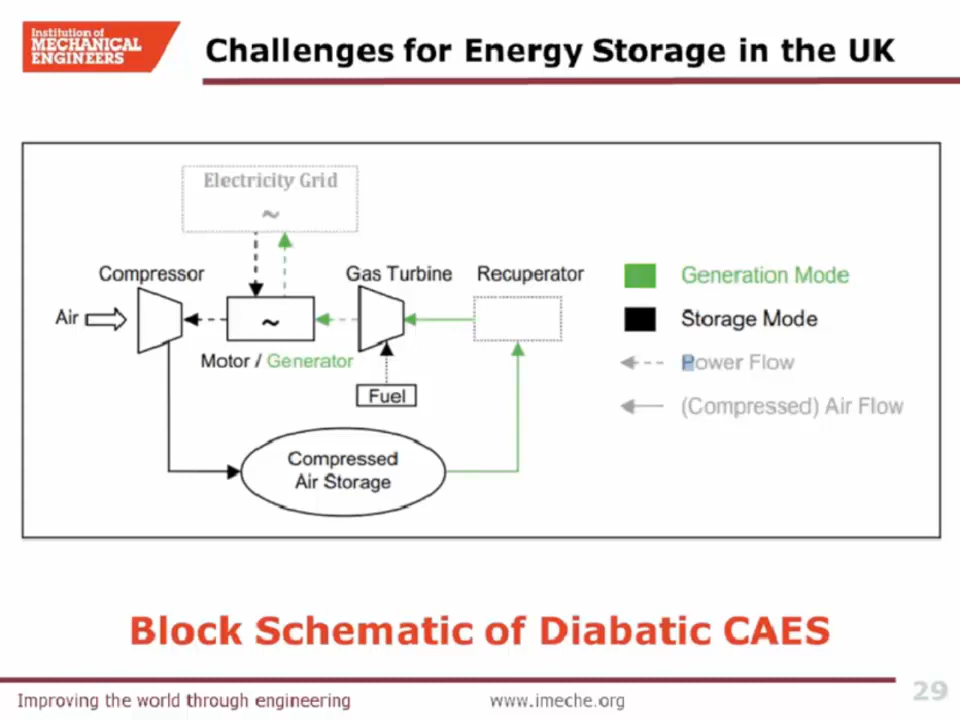 Institution of
MECHANICAL
ENGINEERS
Challenges for Energy Storage in the UK
Electricity Grid
~
Compressor
Gas Turbine
Recuperator
Air
~
Motor / Generator
Fuel
Compressed
Air Storage
Generation Mode
Storage Mode
Power Flow
(Compressed) Air Flow
Block Schematic of Diabatic CAES
Improving the world through engineering
www.imeche.org
29